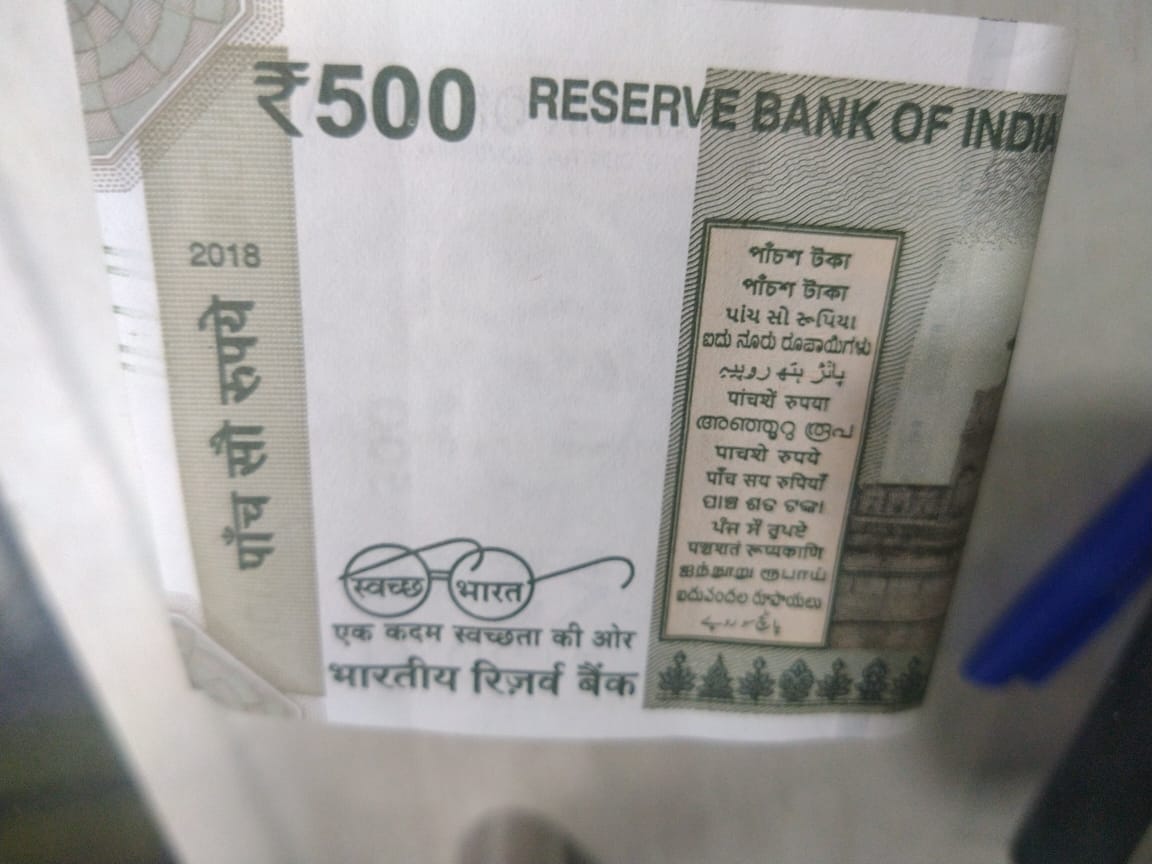 ₹500 RESERVE BANK OF INDIA
2018
पाँच सौ रुपये
পাঁচশ টকা
পাঁচশ টাকা
પાંચ સો રૂપિયા
ಐದು ನೂರು ರೂಪಾಯಿಗಳು
پانژ ہتھ روپیہ
पांचशें रुपया
അഞ്ഞൂറു രൂപ
पाचशे रुपये
पाँच सय रुपियाँ
ପାଞ୍ଚ ଶତ ଟଙ୍କା
ਪੰਜ ਸੌ ਰੁਪਏ
पञ्चशतं रूप्यकाणि
ஐந்நூறு ரூபாய்
ఐదువందల రూపాయలు
پانچ سو روپے
स्वच्छ भारत
एक कदम स्वच्छता की ओर
भारतीय रिज़र्व बैंक